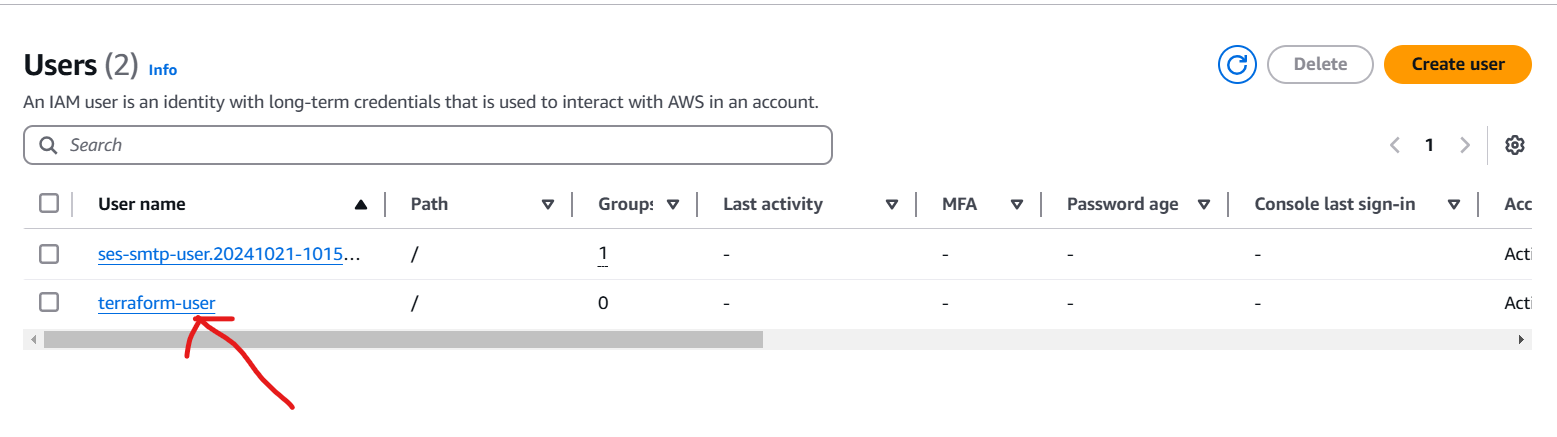 Users (2) Info
Delete
Create user
An IAM user is an identity with long-term credentials that is used to interact with AWS in an account.
Search
1
User name Path Groups Last activity MFA Password age Console last sign-in Acc
ses-smtp-user.20241021-1015... / 1 - - - - Acti
terraform-user / 0 - - - - Acti